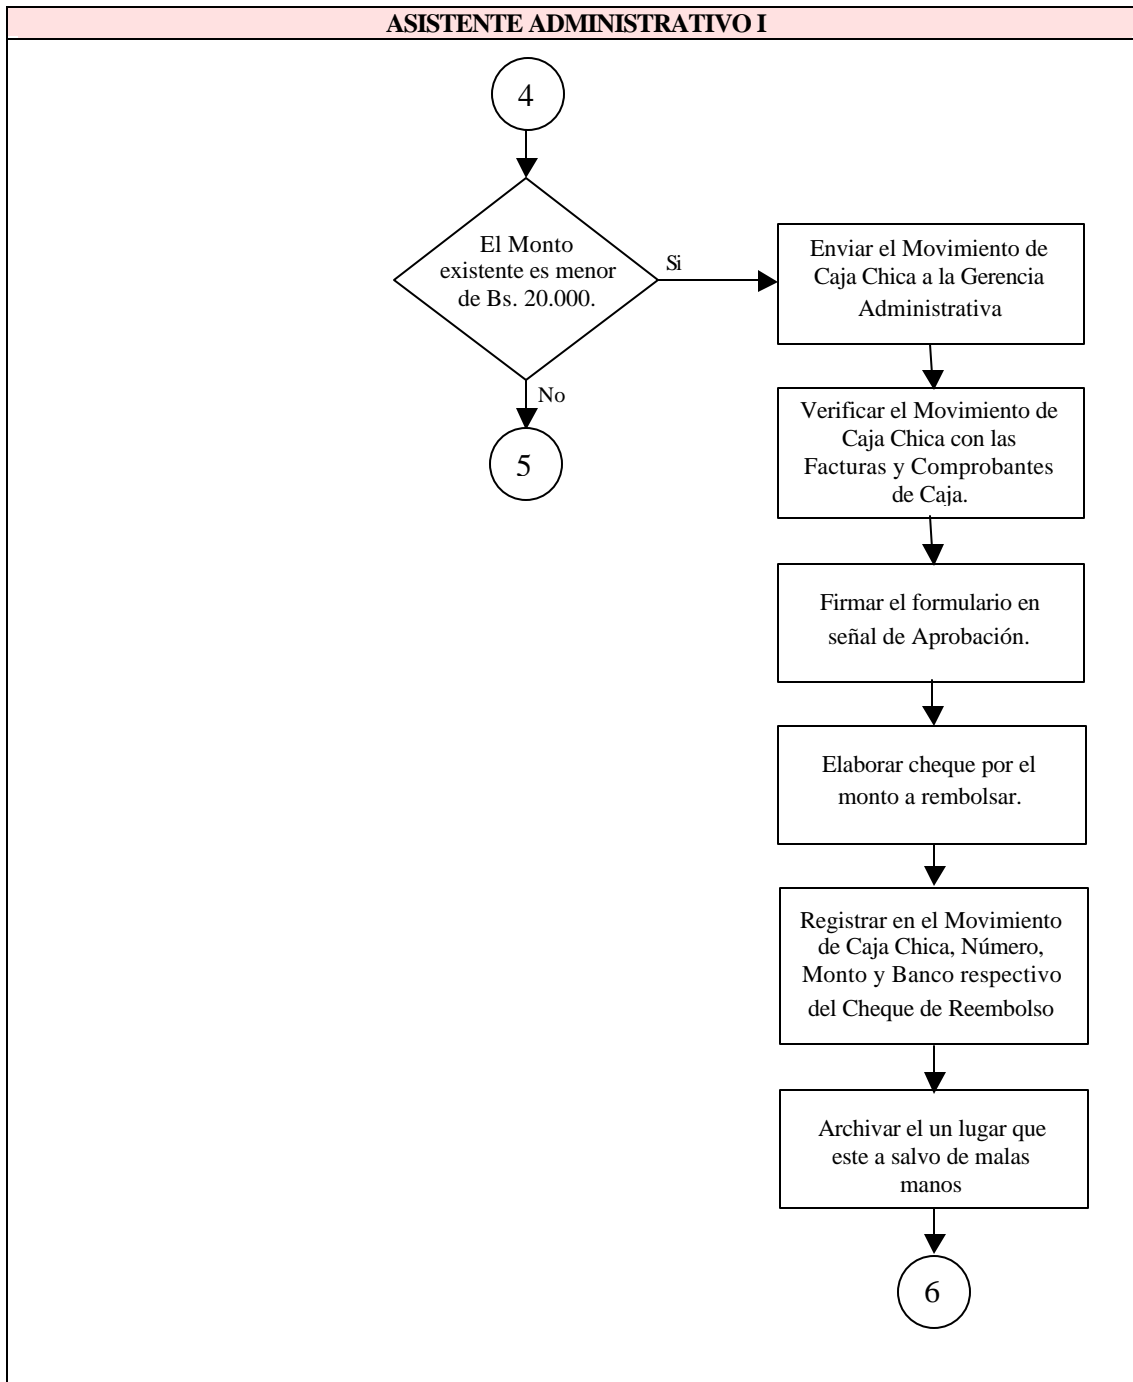 ASISTENTE ADMINISTRATIVO I
4
El Monto
existente es menor
de Bs. 20.000.
Si
No
5
Enviar el Movimiento de
Caja Chica a la Gerencia
Administrativa
Verificar el Movimiento de
Caja Chica con las
Facturas y Comprobantes
de Caja.
Firmar el formulario en
señal de Aprobación.
Elaborar cheque por el
monto a rembolsar.
Registrar en el Movimiento
de Caja Chica, Número,
Monto y Banco respectivo
del Cheque de Reembolso
Archivar el un lugar que
este a salvo de malas
manos
6